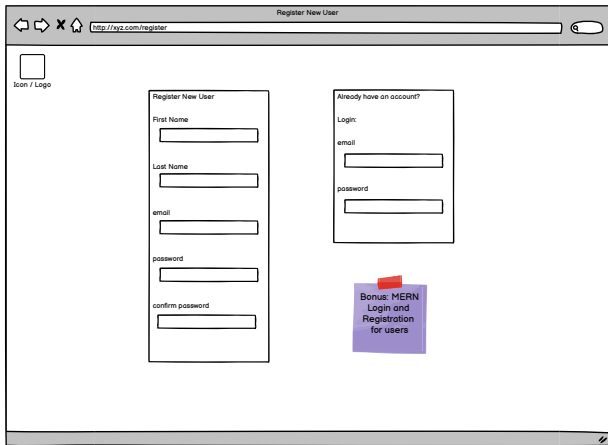 Register New User
http://xyz.com/register
Icon / Logo
Register New User
First Name
Last Name
email
password
confirm password
Already have an account?
Login:
email
password
Bonus: MERN
Login and
Registration
for users